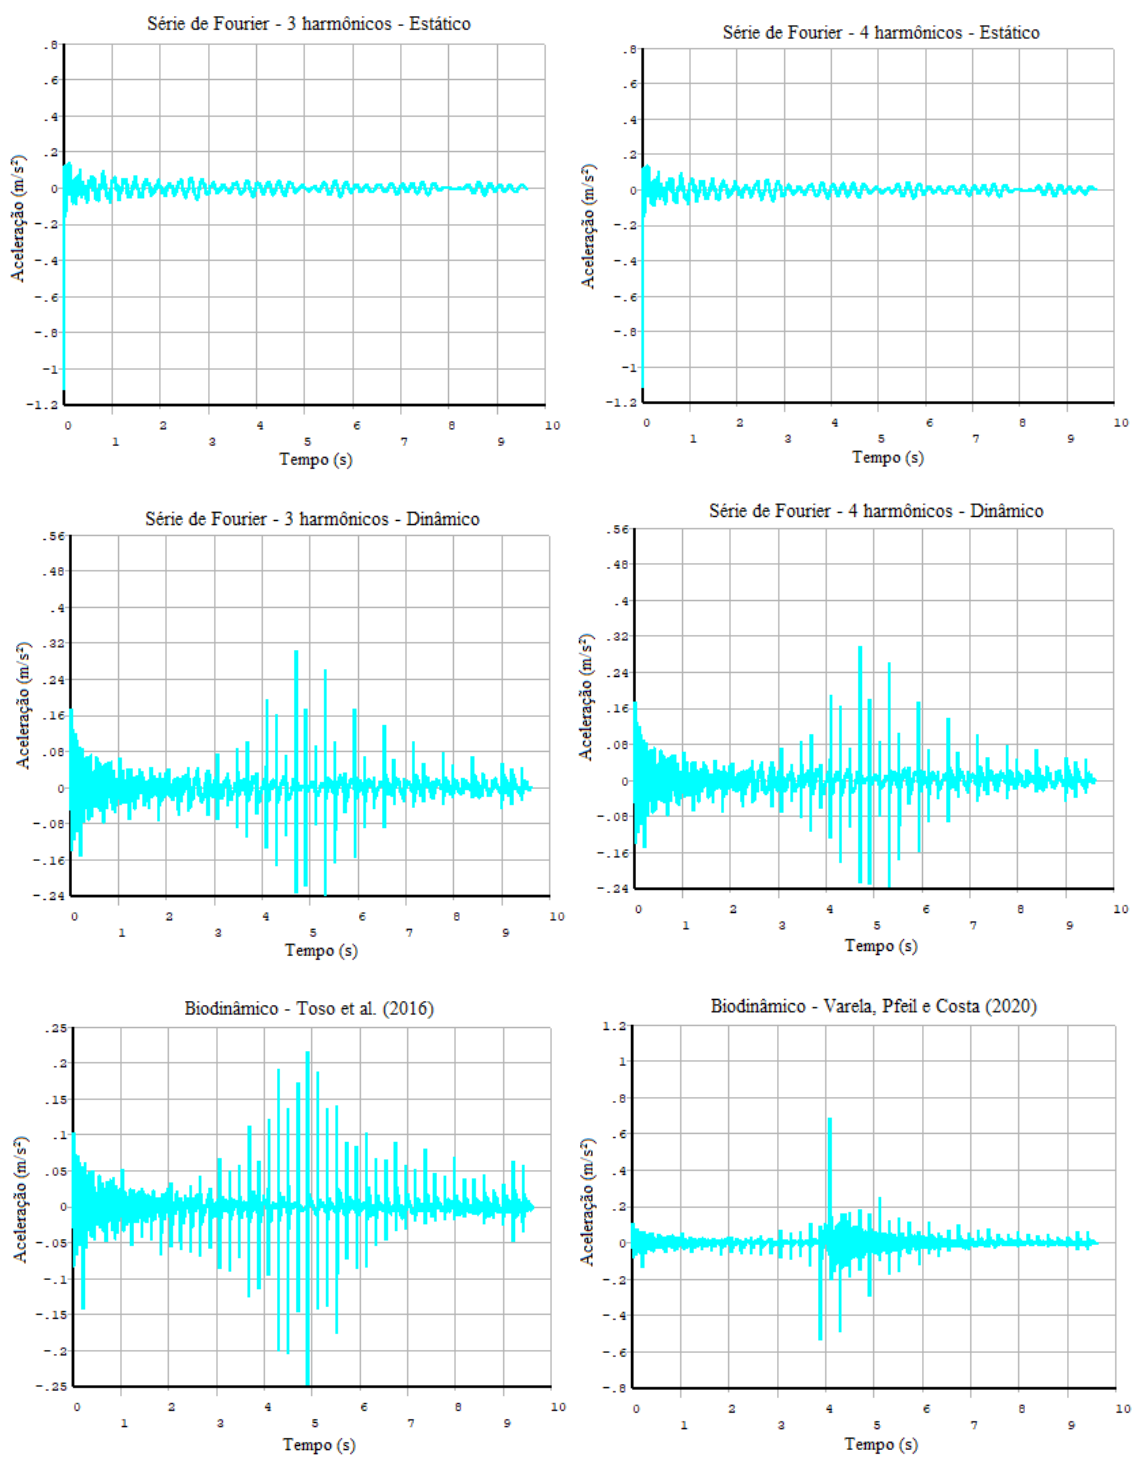 Série de Fourier - 3 harmônicos - Estático
.8
.6
.4
.2
0
-.2
-.4
-.6
-.8
-1
-1.2
Aceleração (m/s²)
0 1 2 3 4 5 6 7 8 9 10
Tempo (s)
Série de Fourier - 4 harmônicos - Estático
.8
.6
.4
.2
0
-.2
-.4
-.6
-.8
-1
-1.2
Aceleração (m/s²)
0 1 2 3 4 5 6 7 8 9 10
Tempo (s)
Série de Fourier - 3 harmônicos - Dinâmico
.56
.48
.4
.32
.24
.16
.08
0
-.08
-.16
-.24
Aceleração (m/s²)
0 1 2 3 4 5 6 7 8 9 10
Tempo (s)
Série de Fourier - 4 harmônicos - Dinâmico
.56
.48
.4
.32
.24
.16
.08
0
-.08
-.16
-.24
Aceleração (m/s²)
0 1 2 3 4 5 6 7 8 9 10
Tempo (s)
Biodinâmico - Toso et al. (2016)
.25
.2
.15
.1
.05
0
-.05
-.1
-.15
-.2
-.25
Aceleração (m/s²)
0 1 2 3 4 5 6 7 8 9 10
Tempo (s)
Biodinâmico - Varela, Pfeil e Costa (2020)
1.2
1
.8
.6
.4
.2
0
-.2
-.4
-.6
-.8
Aceleração (m/s²)
0 1 2 3 4 5 6 7 8 9 10
Tempo (s)